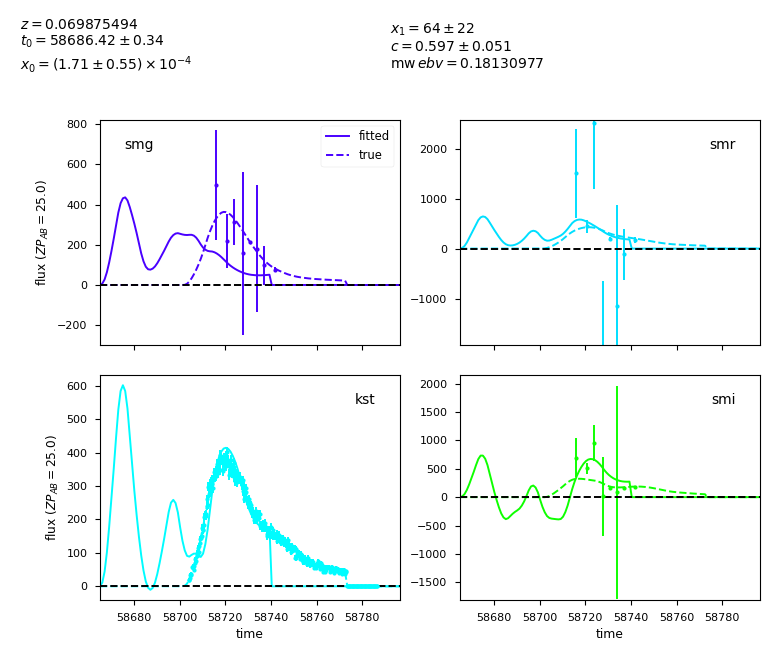 z = 0.069875494
t₀ = 58686.42 ± 0.34
x₀ = (1.71 ± 0.55) × 10⁻⁴
x₁ = 64 ± 22
c = 0.597 ± 0.051
mw ebv = 0.18130977
smg
fitted
true
800
600
400
200
0
−200
flux (ZP_AB = 25.0)
smr
2000
1000
0
−1000
kst
600
500
400
300
200
100
0
flux (ZP_AB = 25.0)
58680 58700 58720 58740 58760 58780
time
smi
2000
1500
1000
500
0
−500
−1000
−1500
58680 58700 58720 58740 58760 58780
time